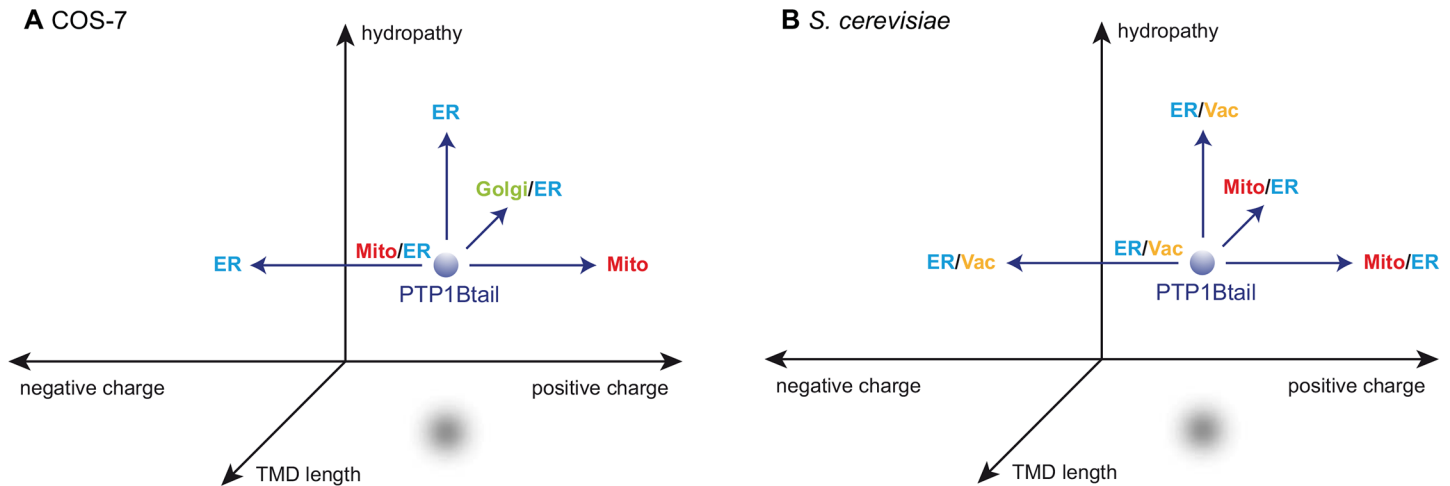 A COS-7
hydropathy
ER
Golgi/ER
Mito/ER
ER
Mito
PTP1Btail
negative charge
positive charge
TMD length
B S. cerevisiae
hydropathy
ER/Vac
Mito/ER
ER/Vac
ER/Vac
Mito/ER
PTP1Btail
negative charge
positive charge
TMD length